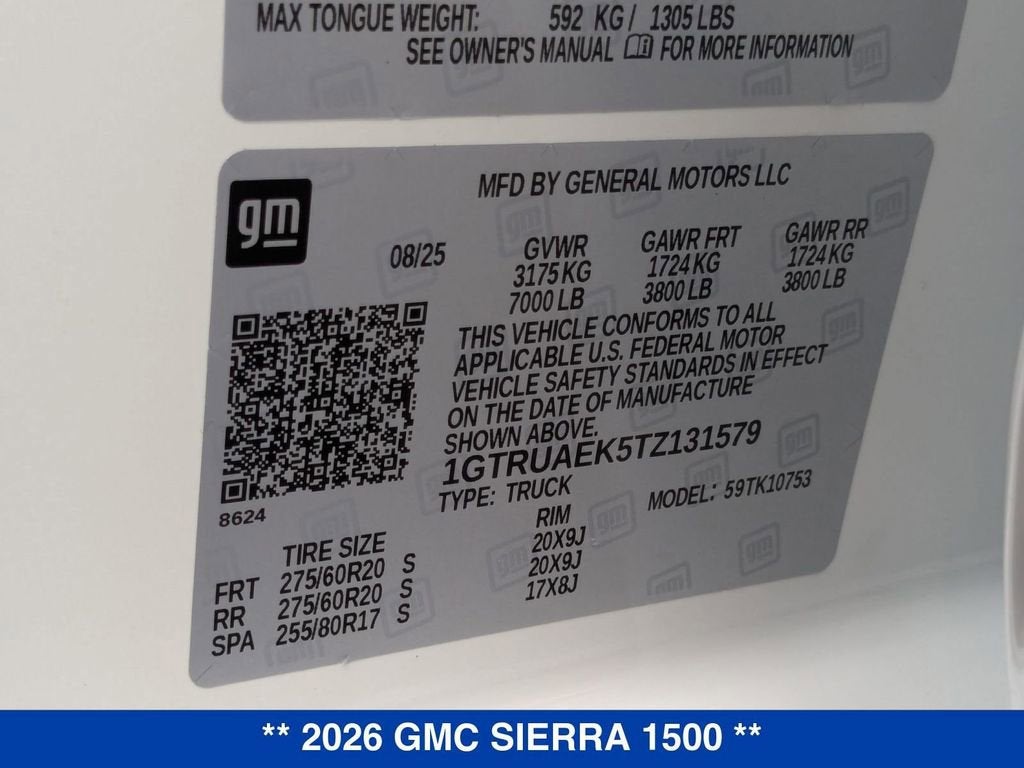 MAX TONGUE WEIGHT: 592 KG / 1305 LBS
SEE OWNER'S MANUAL FOR MORE INFORMATION
MFD BY GENERAL MOTORS LLC
gm
08/25 GVWR GAWR FRT GAWR RR
3175 KG 1724 KG 1724 KG
7000 LB 3800 LB 3800 LB
THIS VEHICLE CONFORMS TO ALL
APPLICABLE U.S. FEDERAL MOTOR
VEHICLE SAFETY STANDARDS IN EFFECT
ON THE DATE OF MANUFACTURE
SHOWN ABOVE.
1GTRUAEK5TZ131579
TYPE: TRUCK MODEL: 59TK10753
8624
TIRE SIZE RIM
FRT 275/60R20 S 20X9J
RR 275/60R20 S 20X9J
SPA 255/80R17 S 17X8J
** 2026 GMC SIERRA 1500 **